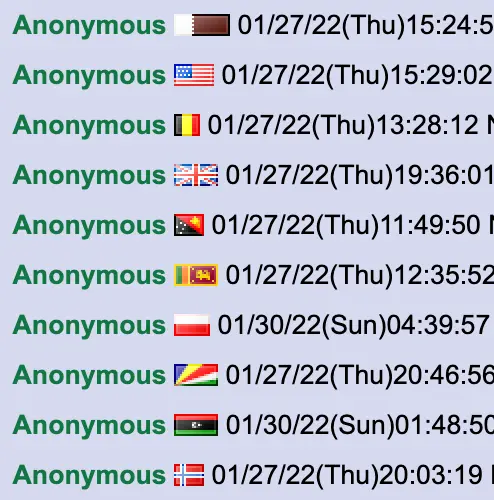 Anonymous 01/27/22(Thu)15:24:5
Anonymous 01/27/22(Thu)15:29:02
Anonymous 01/27/22(Thu)13:28:12 N
Anonymous 01/27/22(Thu)19:36:01
Anonymous 01/27/22(Thu)11:49:50 N
Anonymous 01/27/22(Thu)12:35:52
Anonymous 01/30/22(Sun)04:39:57
Anonymous 01/27/22(Thu)20:46:56
Anonymous 01/30/22(Sun)01:48:50
Anonymous 01/27/22(Thu)20:03:19